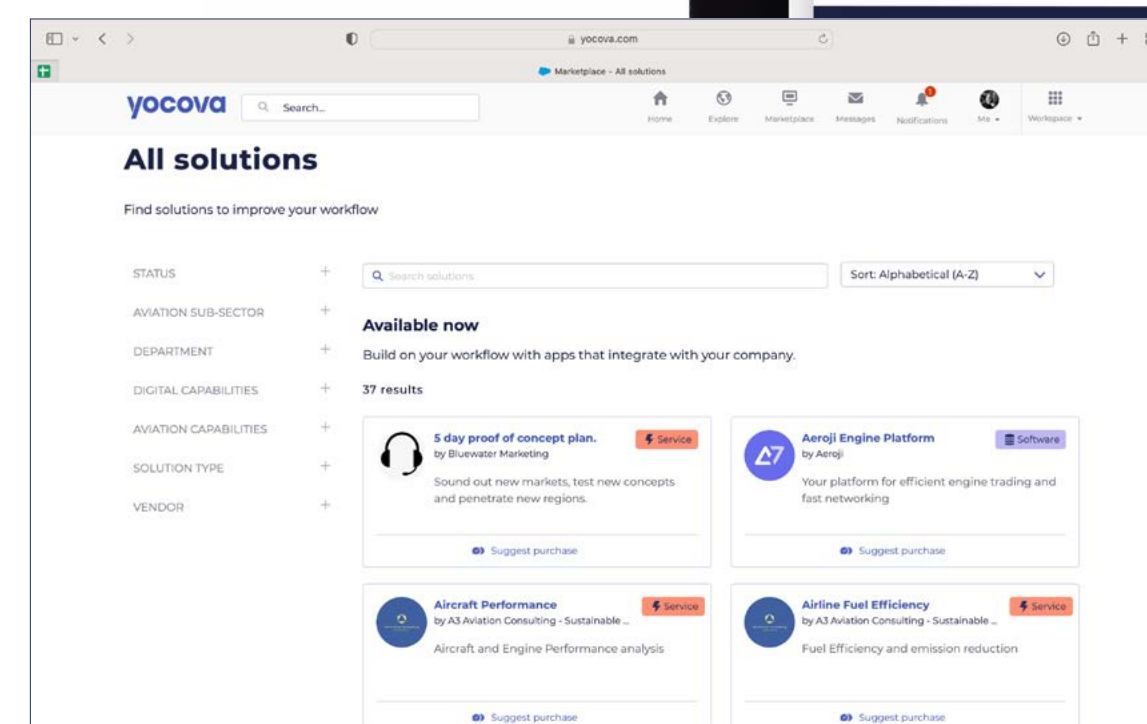 yocova.com
Marketplace – All solutions
yocova
Search...
Home
Explore
Marketplace
Messages
1
Notifications
Me
Workspace
All solutions
Find solutions to improve your workflow
STATUS
AVIATION SUB-SECTOR
DEPARTMENT
DIGITAL CAPABILITIES
AVIATION CAPABILITIES
SOLUTION TYPE
VENDOR
Search solutions
Sort: Alphabetical (A-Z)
Available now
Build on your workflow with apps that integrate with your company.
37 results
5 day proof of concept plan.
Service
by Bluewater Marketing
Sound out new markets, test new concepts
and penetrate new regions.
Suggest purchase
Aeroji Engine Platform
Software
by Aeroji
Your platform for efficient engine trading and
fast networking
Suggest purchase
Aircraft Performance
Service
by A3 Aviation Consulting - Sustainable ...
Aircraft and Engine Performance analysis
Suggest purchase
Airline Fuel Efficiency
Service
by A3 Aviation Consulting - Sustainable ...
Fuel Efficiency and emission reduction
Suggest purchase